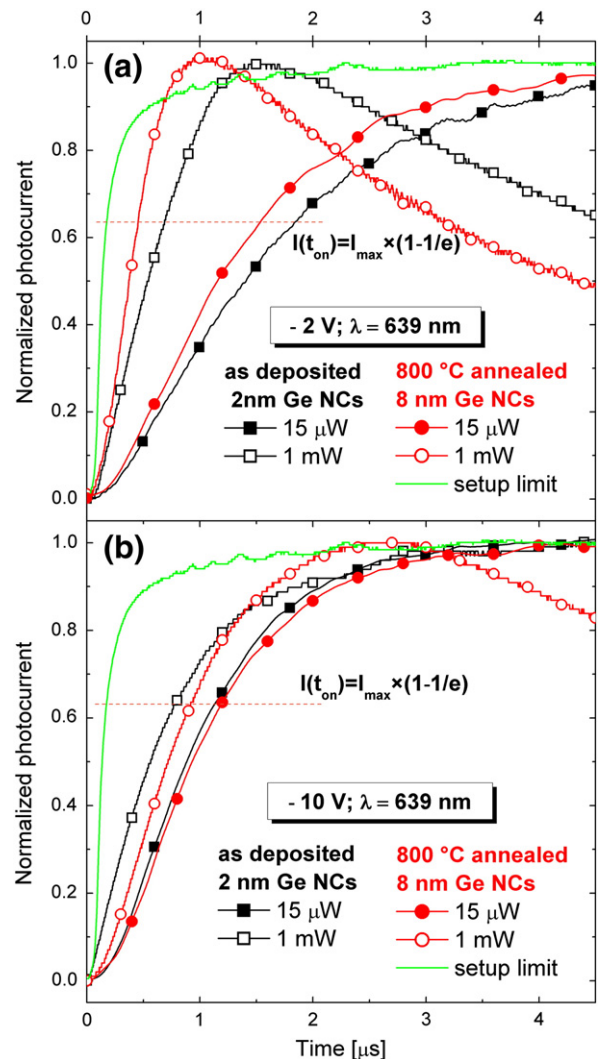 0 1 2 3 4
(a)
1.0
0.8
0.6
0.4
0.2
0.0
Normalized photocurrent
I(t_on)=I_max×(1-1/e)
- 2 V; λ = 639 nm
as deposited
2nm Ge NCs
15 μW
1 mW
800 °C annealed
8 nm Ge NCs
15 μW
1 mW
setup limit
(b)
1.0
0.8
0.6
0.4
0.2
0.0
Normalized photocurrent
I(t_on)=I_max×(1-1/e)
- 10 V; λ = 639 nm
as deposited
2 nm Ge NCs
15 μW
1 mW
800 °C annealed
8 nm Ge NCs
15 μW
1 mW
setup limit
0 1 2 3 4
Time [μs]